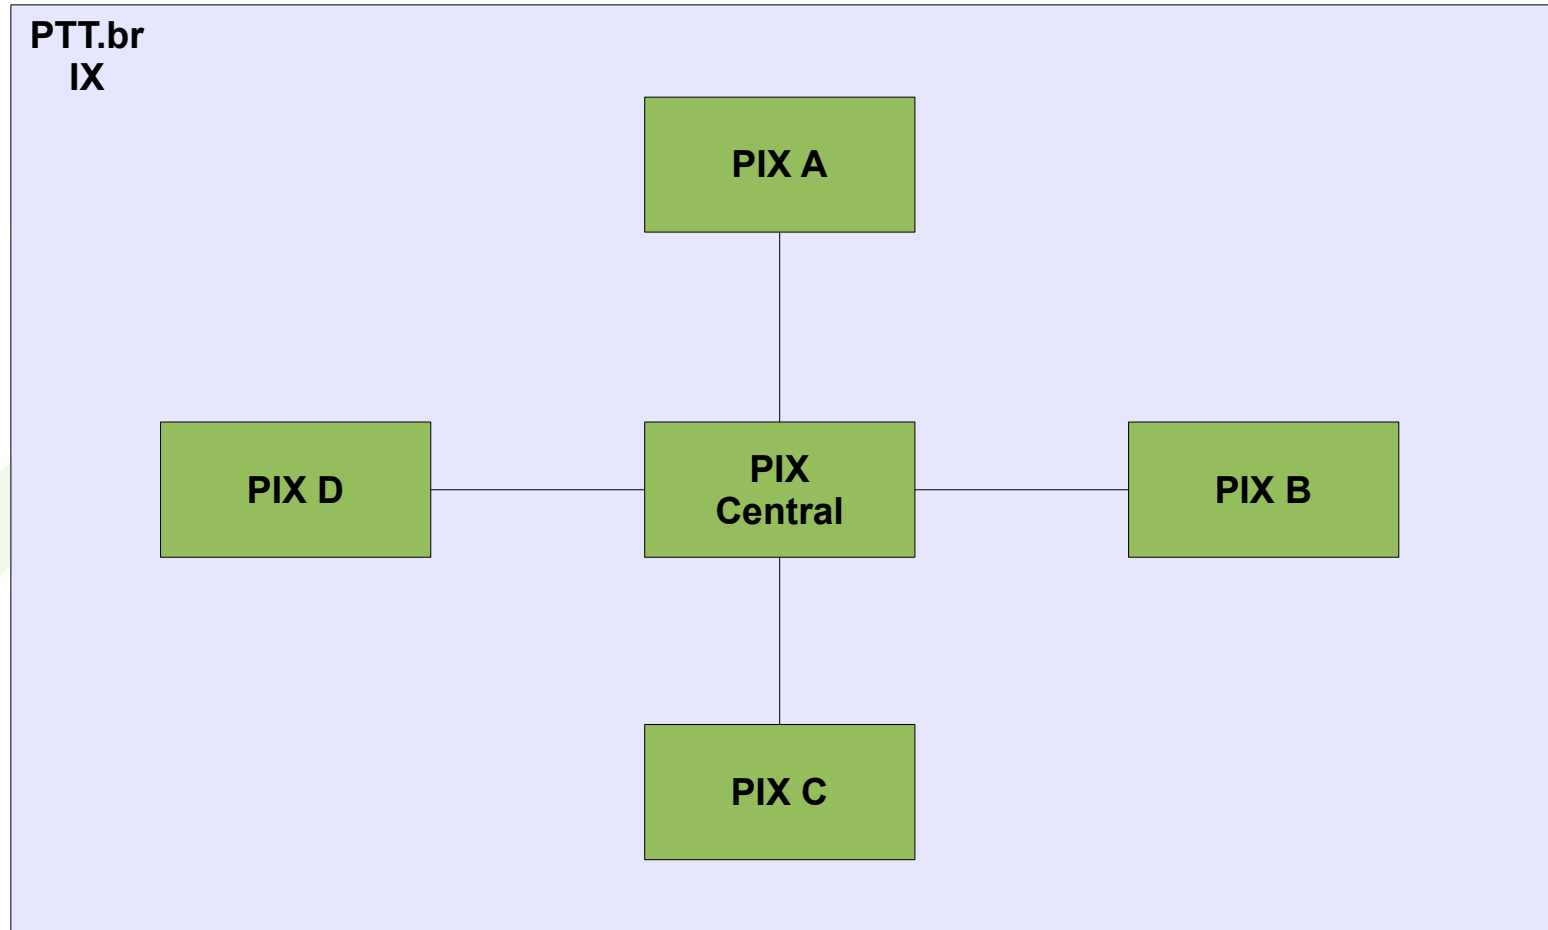 PTT.br
IX
PIX A
PIX D
PIX
Central
PIX B
PIX C